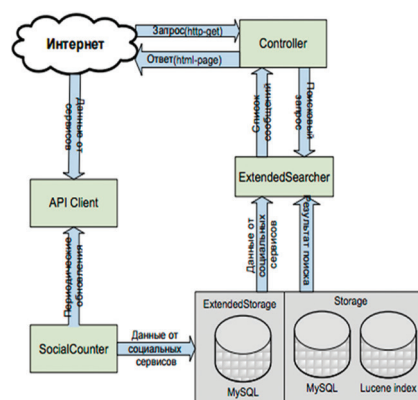 Запрос(http-get)
Интернет
Controller
Ответ(html-page)
Данные от
сервисов
Список
сообщений
Поисковый
запрос
API Client
ExtendedSearcher
Периодические
обновления
Данные от
социальных
сервисов
Результат поиска
ExtendedStorage
Storage
SocialCounter
Данные от
социальных
сервисов
MySQL
MySQL
Lucene index